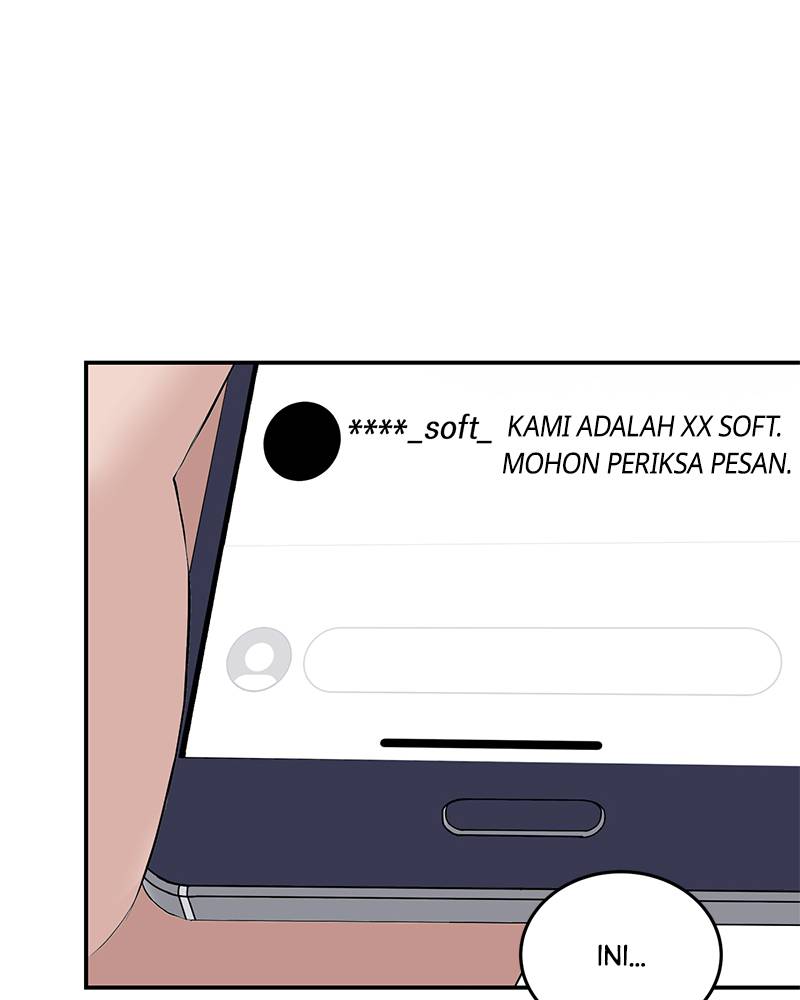 ****_soft_ KAMI ADALAH XX SOFT.
MOHON PERIKSA PESAN.
INI...